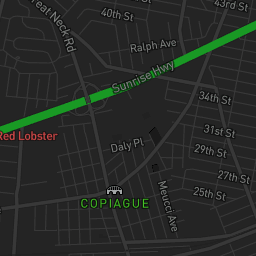 43rd St
40th St
Great Neck Rd
Ralph Ave
Sunrise Hwy
34th St
Red Lobster
31st St
Daly Pl
29th St
27th St
25th St
Meucci Ave
COPIAGUE